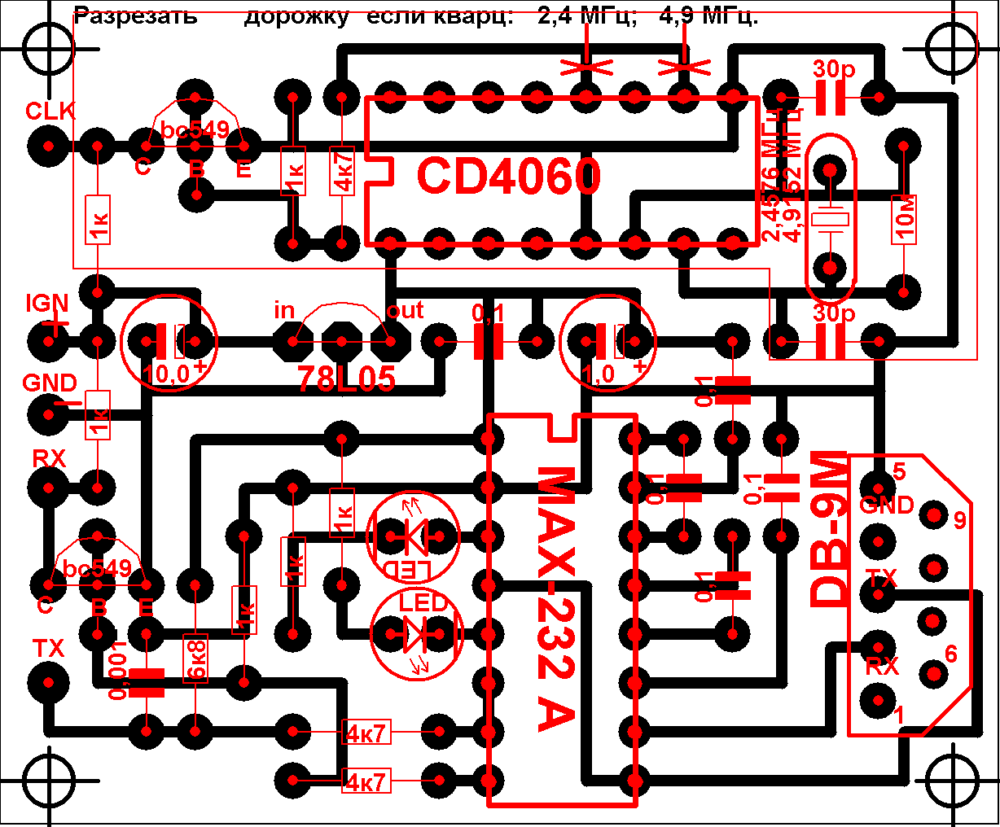 Разрезать дорожку если кварц: 2,4 МГц; 4,9 МГц.
30p
CLK
bc549
C B E
1к
4к7
CD4060
2,4576 МГц
4,9152 МГц
10м
1к
IGN
+
in out
0,1
30p
10,0 +
78L05
1,0 +
0,1
GND
–
1к
RX
MAX-232 A
DB-9M
5
GND
9
0,1
0,1
1к
LED
1к
bc549
C B E
TX
0,1
LED
1к
TX
0,001
6к8
RX
6
1
4к7
4к7